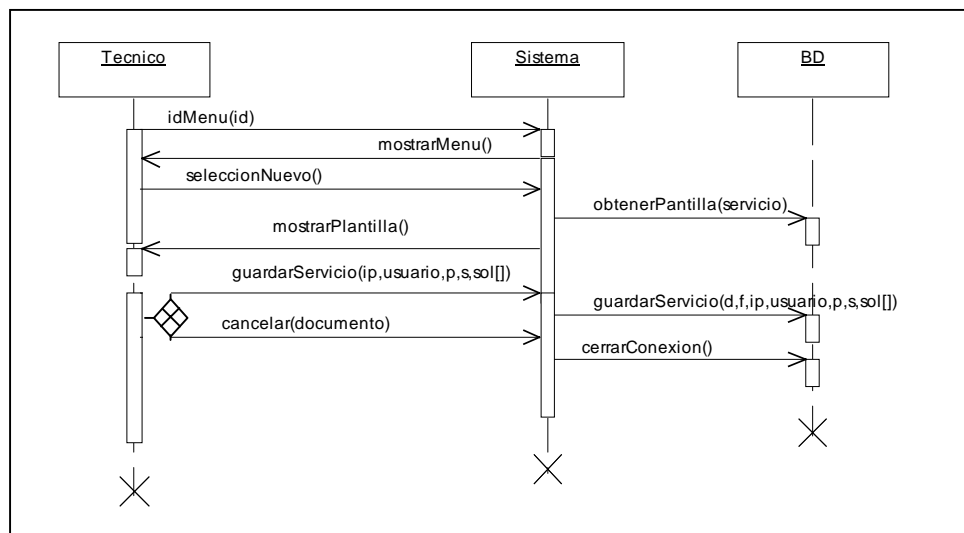 Tecnico
Sistema
BD
idMenu(id)
mostrarMenu()
seleccionNuevo()
obtenerPantilla(servicio)
mostrarPlantilla()
guardarServicio(ip,usuario,p,s,sol[])
guardarServicio(d,f,ip,usuario,p,s,sol[])
cancelar(documento)
cerrarConexion()